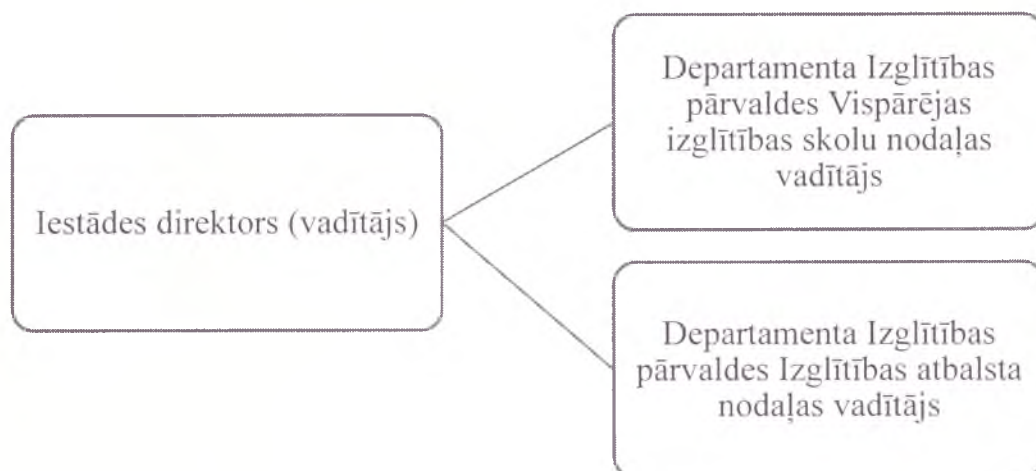 Iestādes direktors (vadītājs)
Departamenta Izglītības
pārvaldes Vispārējas
izglītības skolu nodaļas
vadītājs
Departamenta Izglītības
pārvaldes Izglītības atbalsta
nodaļas vadītājs